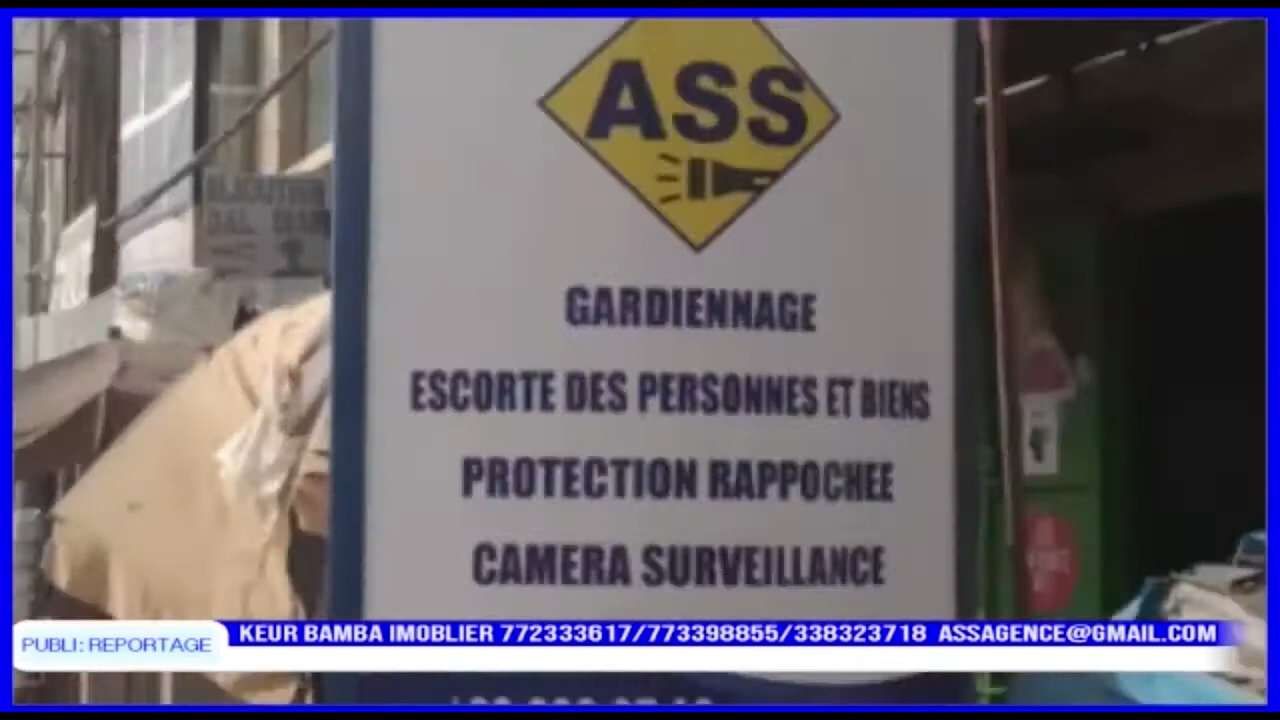 ASS
GARDIENNAGE
ESCORTE DES PERSONNES ET BIENS
PROTECTION RAPPOCHEE
CAMERA SURVEILLANCE
KEUR BAMBA IMOBLIER 772333617/773398855/338323718 ASSAGENCE@GMAIL.COM
PUBLI: REPORTAGE